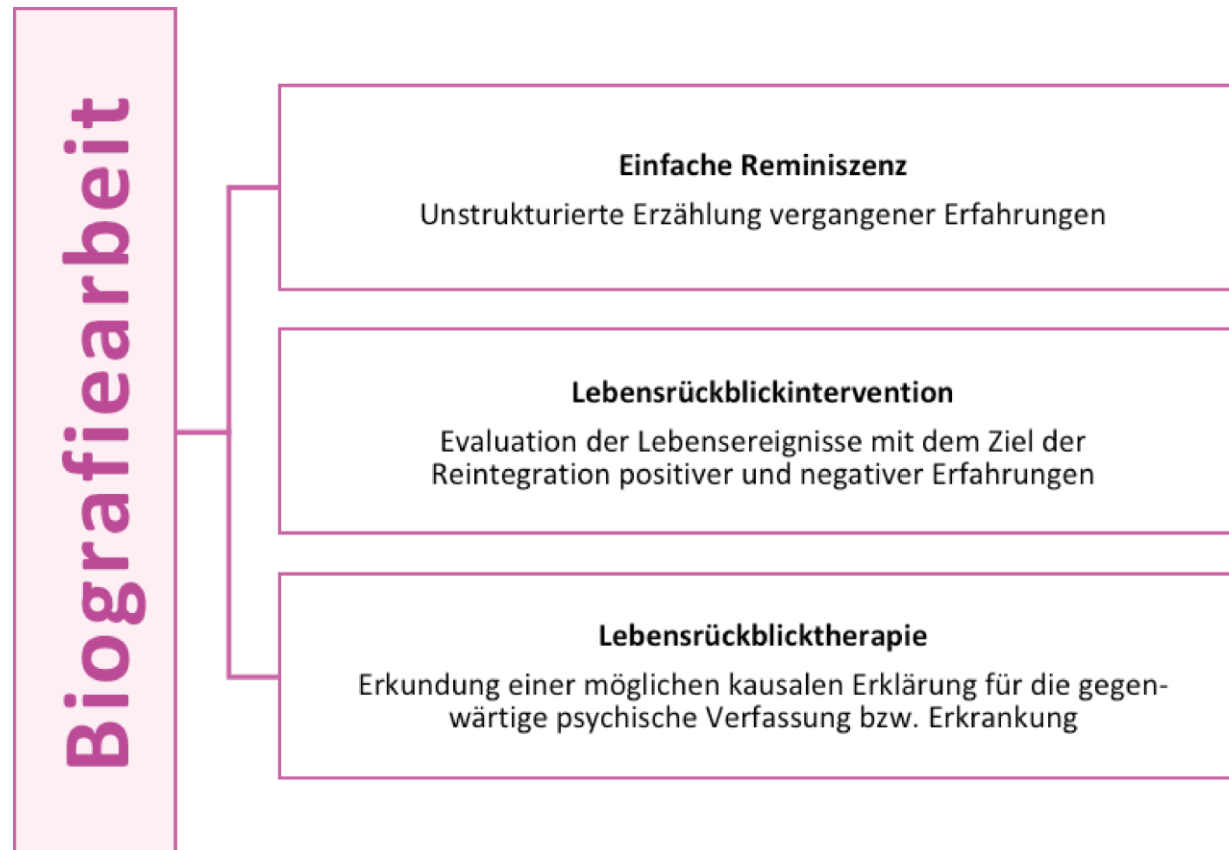 Biografiearbeit
Einfache Reminiszenz
Unstrukturierte Erzählung vergangener Erfahrungen
Lebensrückblickintervention
Evaluation der Lebensereignisse mit dem Ziel der
Reintegration positiver und negativer Erfahrungen
Lebensrückblicktherapie
Erkundung einer möglichen kausalen Erklärung für die gegen-
wärtige psychische Verfassung bzw. Erkrankung